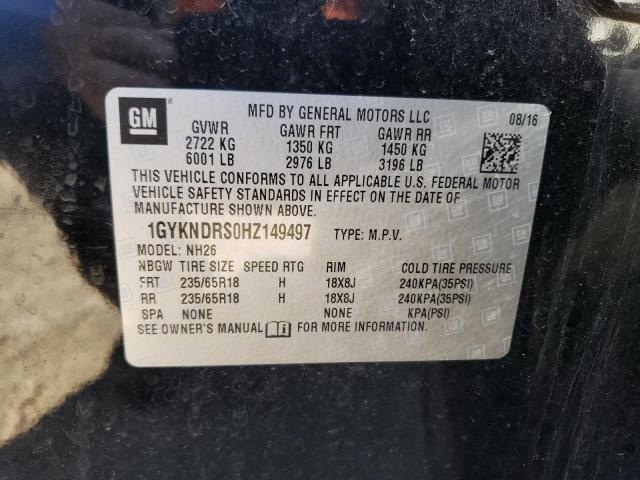 GM
MFD BY GENERAL MOTORS LLC 08/16
GVWR GAWR FRT GAWR RR
2722 KG 1350 KG 1450 KG
6001 LB 2976 LB 3196 LB
THIS VEHICLE CONFORMS TO ALL APPLICABLE U.S. FEDERAL MOTOR
VEHICLE SAFETY STANDARDS IN EFFECT ON THE DATE OF
MANUFACTURE SHOWN ABOVE.
1GYKNDRS0HZ149497 TYPE: M.P.V.
MODEL: NH26
NBGW TIRE SIZE SPEED RTG RIM COLD TIRE PRESSURE
FRT 235/65R18 H 18X8J 240KPA(35PSI)
RR 235/65R18 H 18X8J 240KPA(35PSI)
SPA NONE NONE KPA(PSI)
SEE OWNER'S MANUAL FOR MORE INFORMATION.